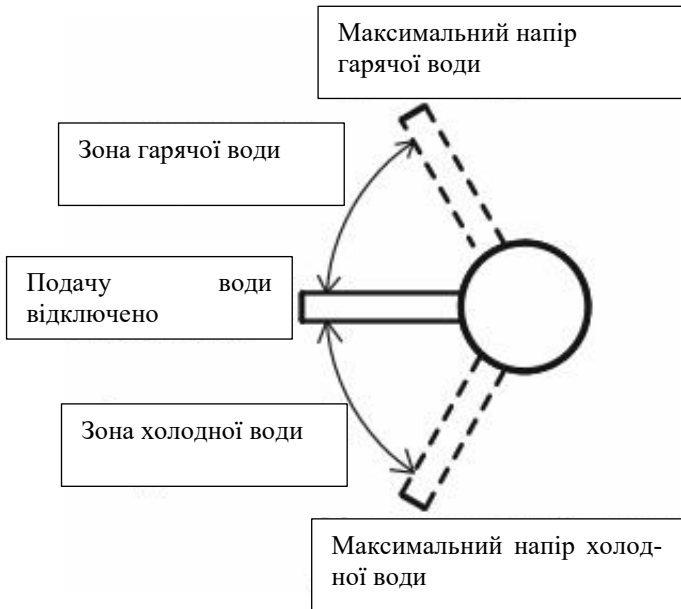 Максимальний напір
гарячої води
Зона гарячої води
Подачу води
відключено
Зона холодної води
Максимальний напір холод-
ної води